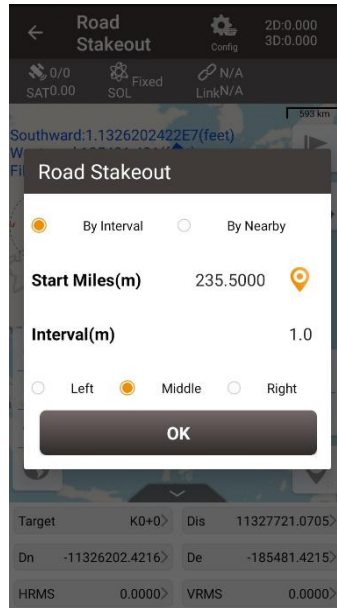 Road Stakeout
Config
2D:0.000
3D:0.000
0/0
SAT0.00
Fixed
SOL
N/A
LinkN/A
593 km
Southward:1.1326202422E7(feet)
Road Stakeout
By Interval
By Nearby
Start Miles(m)
235.5000
Interval(m)
1.0
Left
Middle
Right
OK
Target
K0+0>
Dis
11327721.0705>
Dn
-11326202.4216>
De
-185481.4215>
HRMS
0.0000>
VRMS
0.0000>